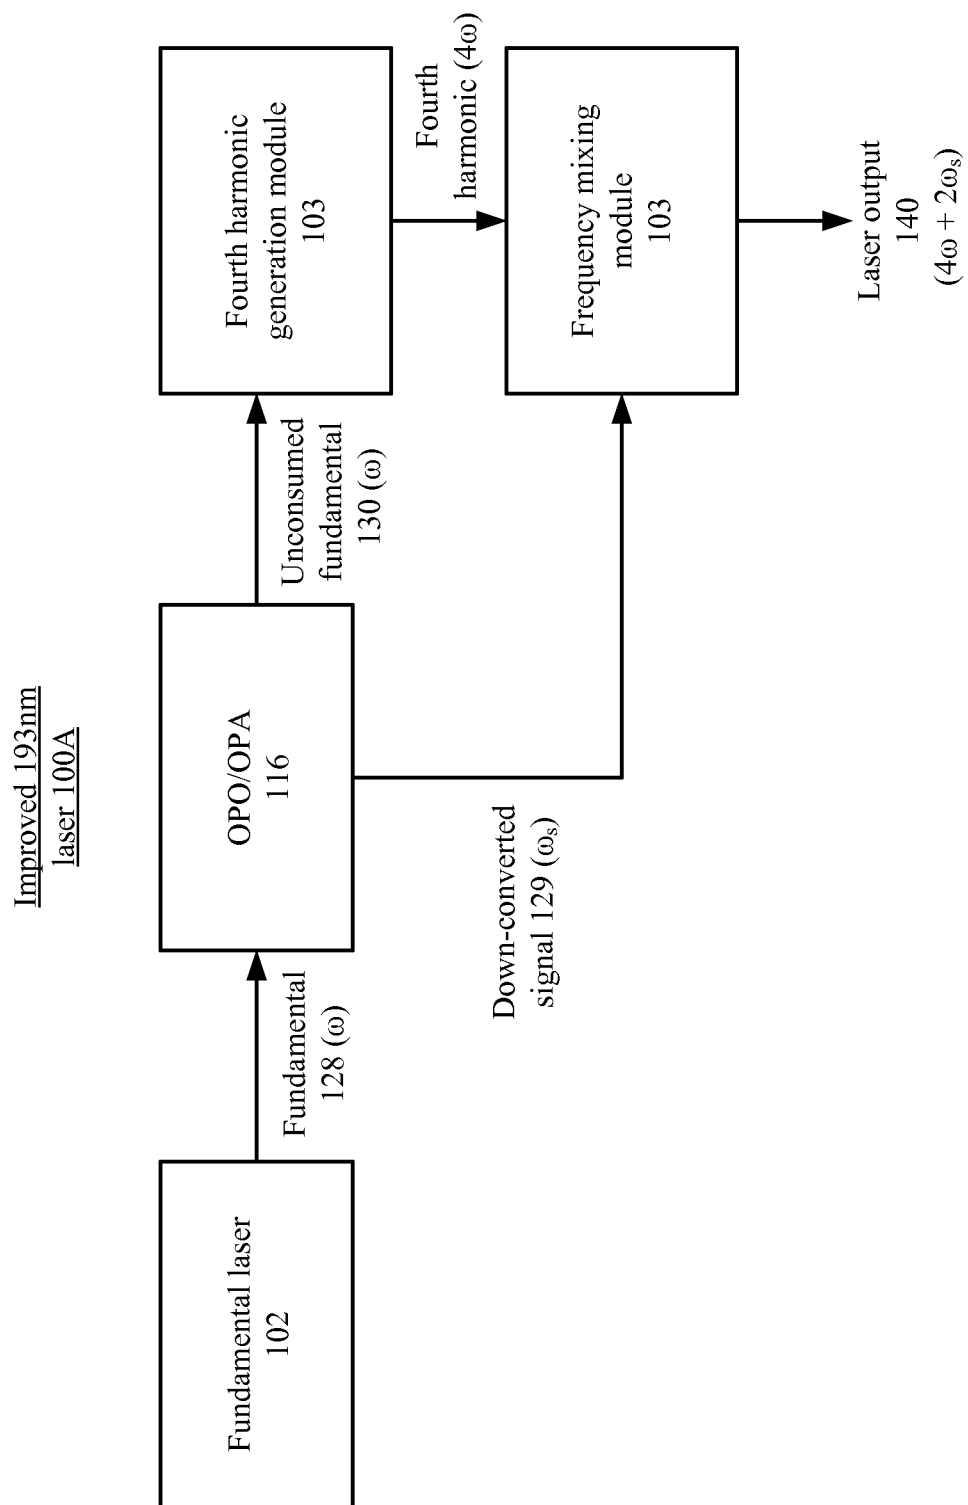 Improved 193nm
laser 100A
Fundamental laser
102
Fundamental
128 (ω)
OPO/OPA
116
Unconsumed
fundamental
130 (ω)
Fourth harmonic
generation module
103
Down-converted
signal 129 (ωₛ)
Fourth
harmonic (4ω)
Frequency mixing
module
103
Laser output
140
(4ω + 2ωₛ)